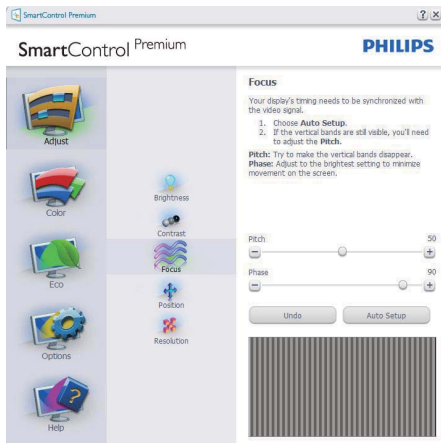 SmartControl Premium
? X
SmartControl Premium
PHILIPS
Adjust
Color
Eco
Options
Help
Brightness
Contrast
Focus
Position
Resolution
Focus
Your display's timing needs to be synchronized with
the video signal.
1. Choose Auto Setup.
2. If the vertical bands are still visible, you'll need
to adjust the Pitch.
Pitch: Try to make the vertical bands disappear.
Phase: Adjust to the brightest setting to minimize
movement on the screen.
Pitch 50
Phase 90
Undo Auto Setup